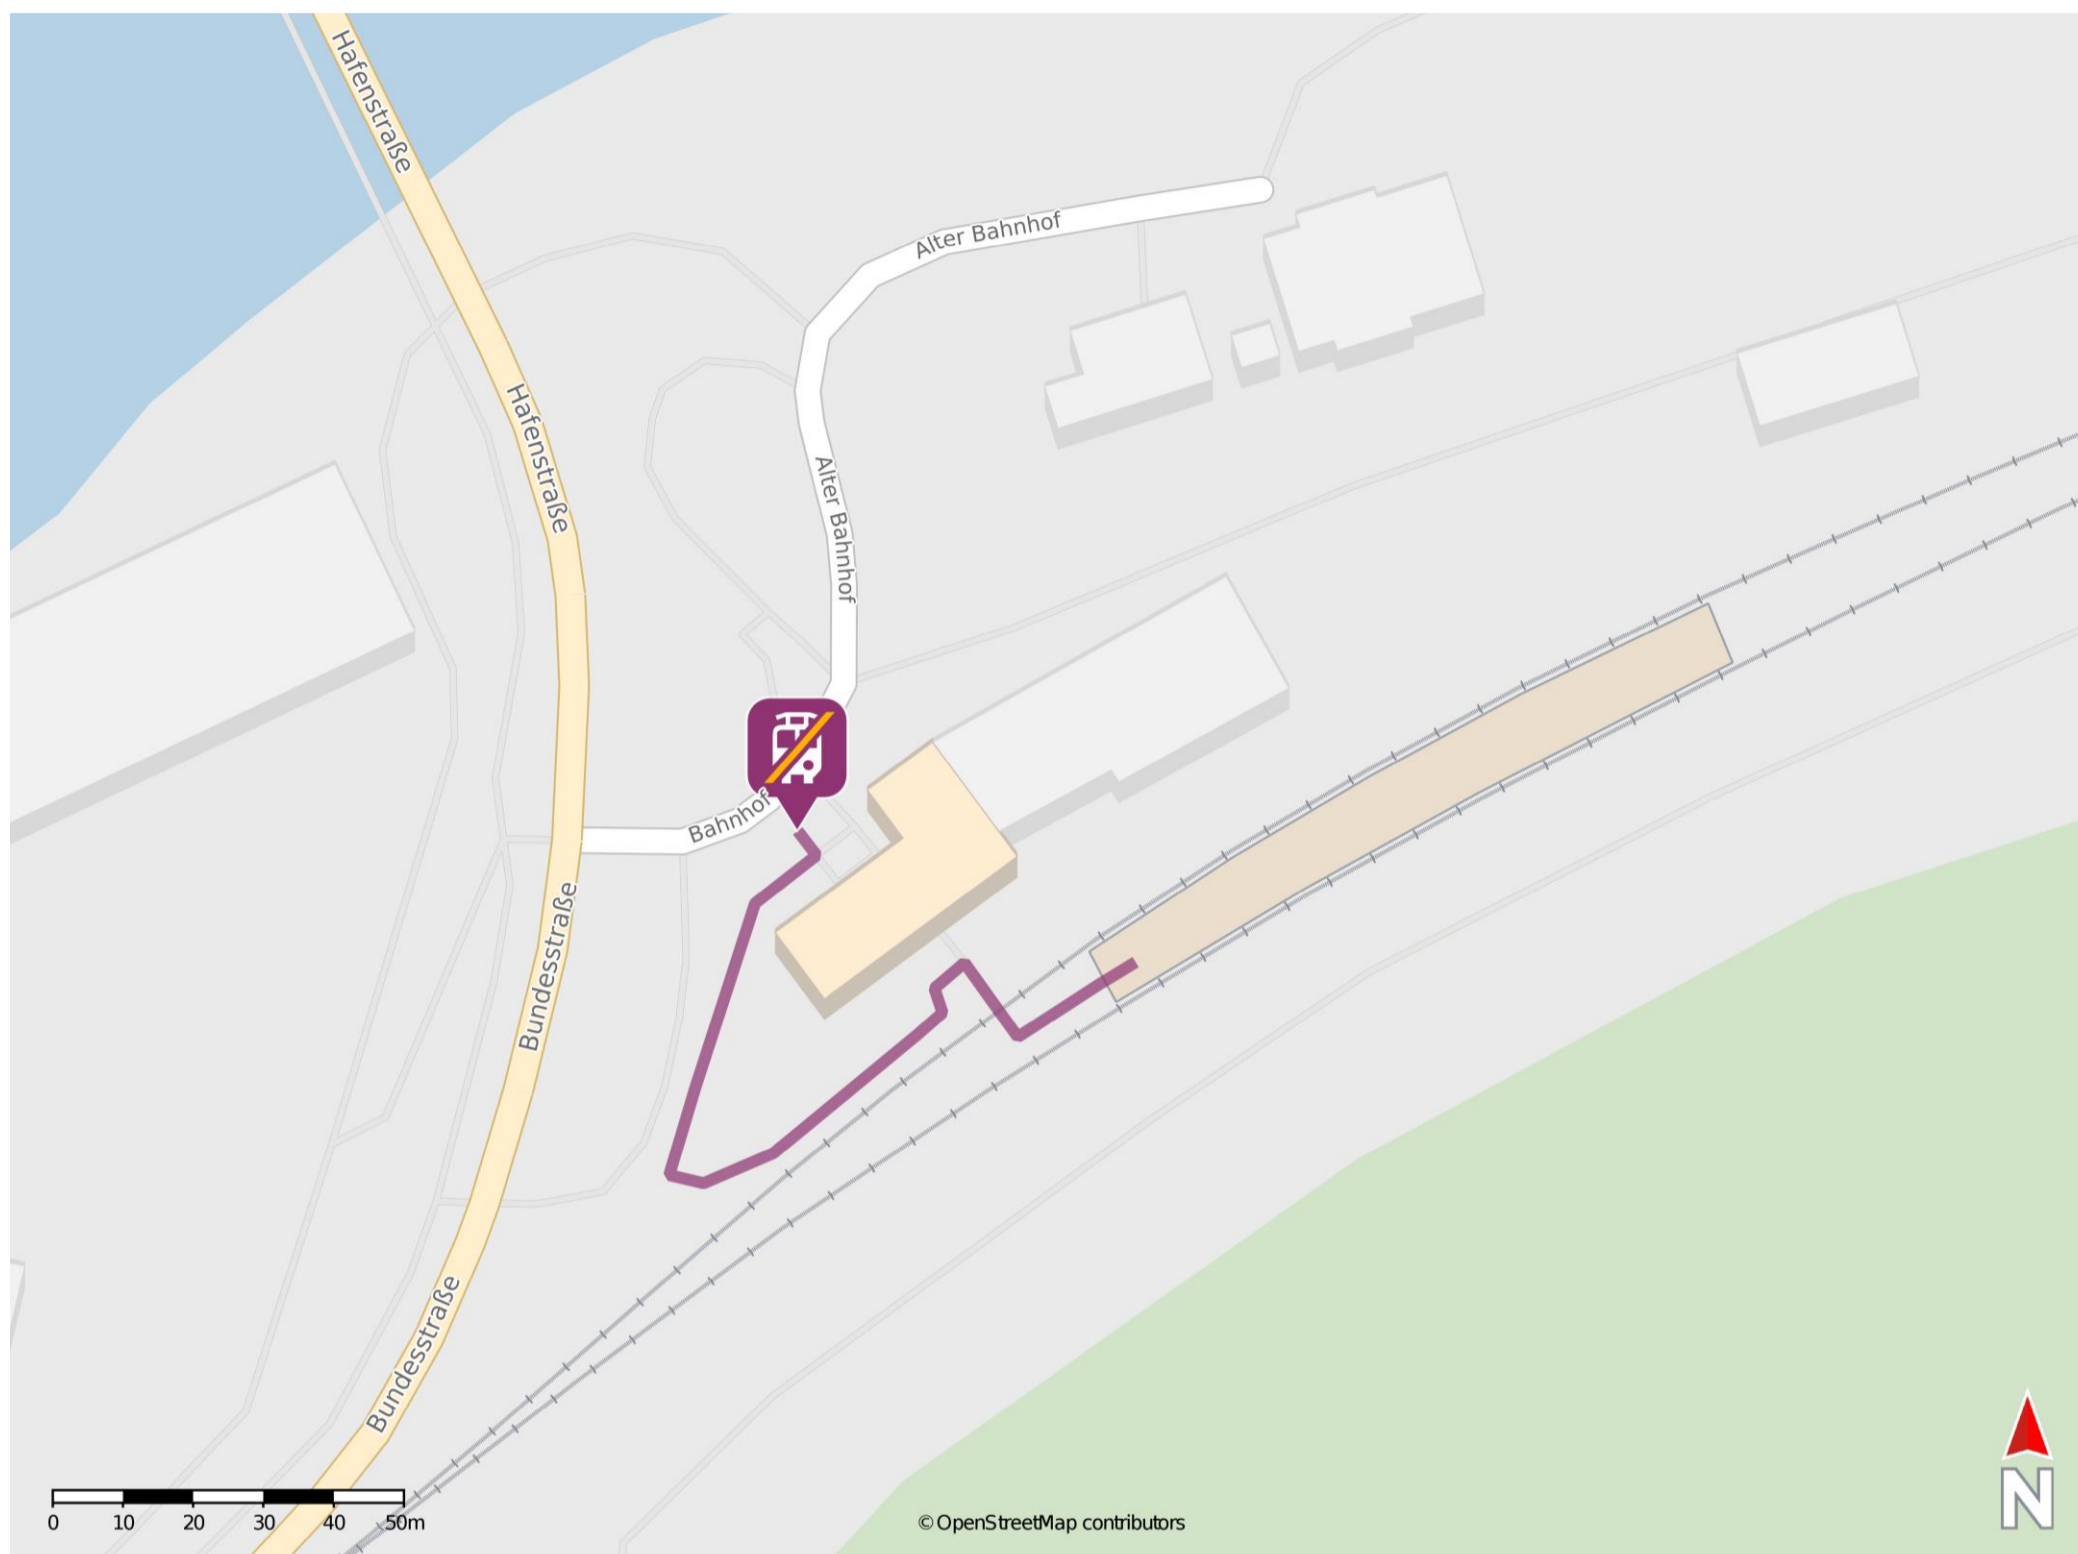 Hafenstraße
Alter Bahnhof
Hafenstraße
Alter Bahnhof
Bahnhof
Bundesstraße
Bundesstraße
0 10 20 30 40 50m
© OpenStreetMap contributors
N